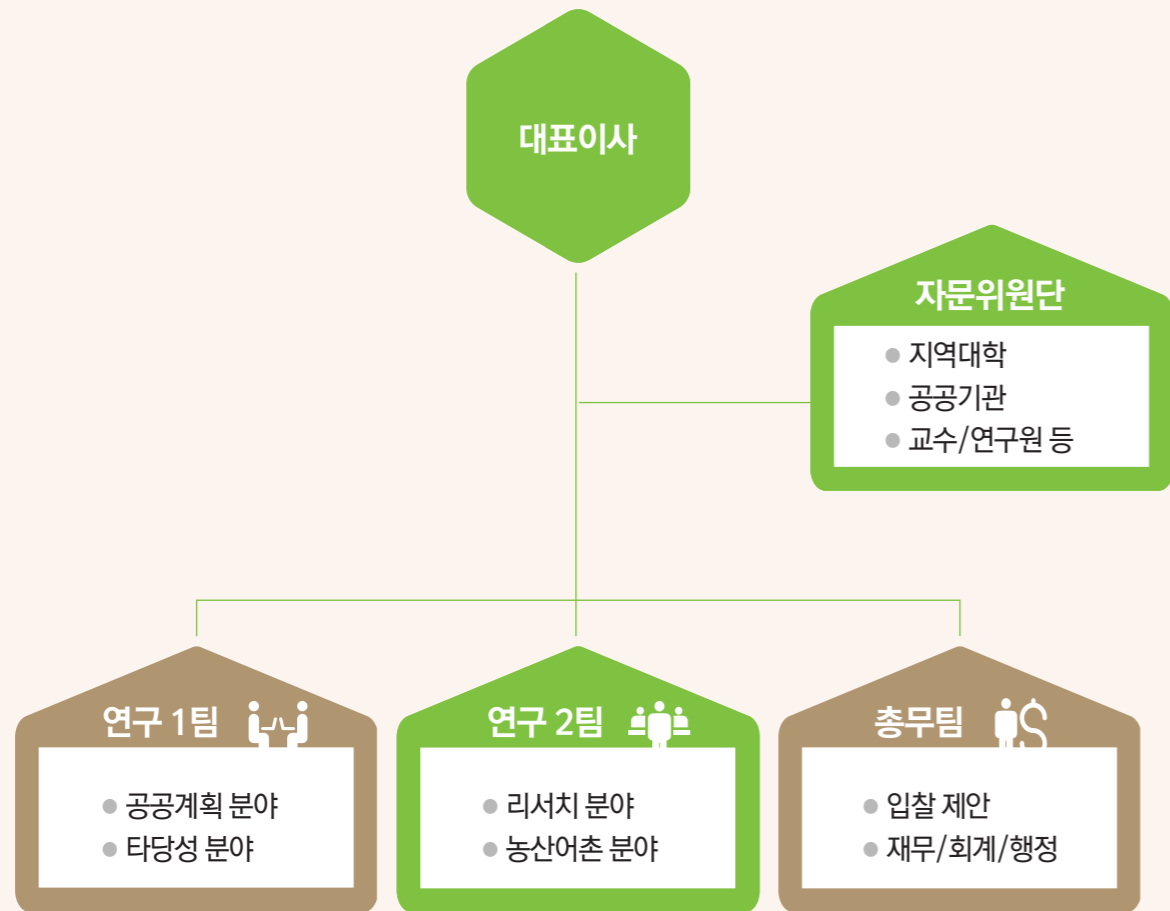 대표이사
자문위원단
● 지역대학
● 공공기관
● 교수/연구원 등
연구 1팀
● 공공계획 분야
● 타당성 분야
연구 2팀
● 리서치 분야
● 농산어촌 분야
총무팀
● 입찰 제안
● 재무/회계/행정